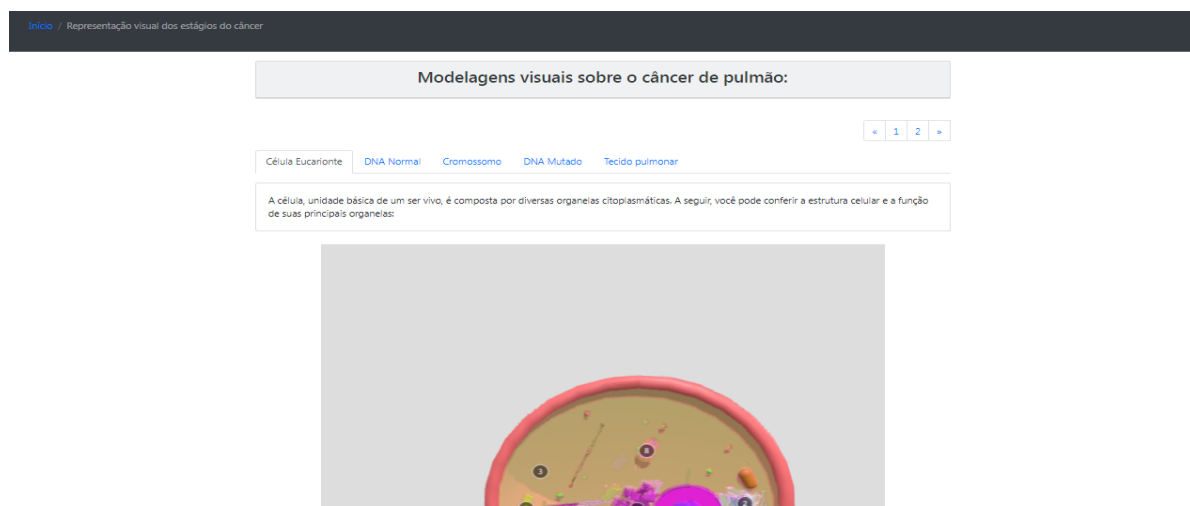 Início / Representação visual dos estágios do câncer
Modelagens visuais sobre o câncer de pulmão:
« 1 2 »
Célula Eucarionte DNA Normal Cromossomo DNA Mutado Tecido pulmonar
A célula, unidade básica de um ser vivo, é composta por diversas organelas citoplasmáticas. A seguir, você pode conferir a estrutura celular e a função
de suas principais organelas:
8
3
2